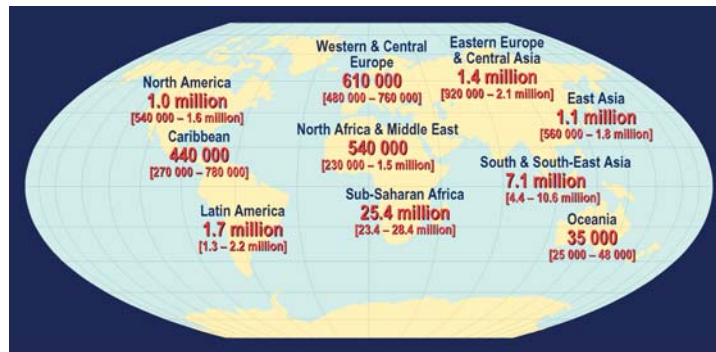 Western & Central
Europe
610 000
[480 000 – 760 000]
Eastern Europe
& Central Asia
1.4 million
[920 000 – 2.1 million]
North America
1.0 million
[540 000 – 1.6 million]
East Asia
1.1 million
[560 000 – 1.8 million]
Caribbean
440 000
[270 000 – 780 000]
North Africa & Middle East
540 000
[230 000 – 1.5 million]
South & South-East Asia
7.1 million
[4.4 – 10.6 million]
Sub-Saharan Africa
25.4 million
[23.4 – 28.4 million]
Latin America
1.7 million
[1.3 – 2.2 million]
Oceania
35 000
[25 000 – 48 000]